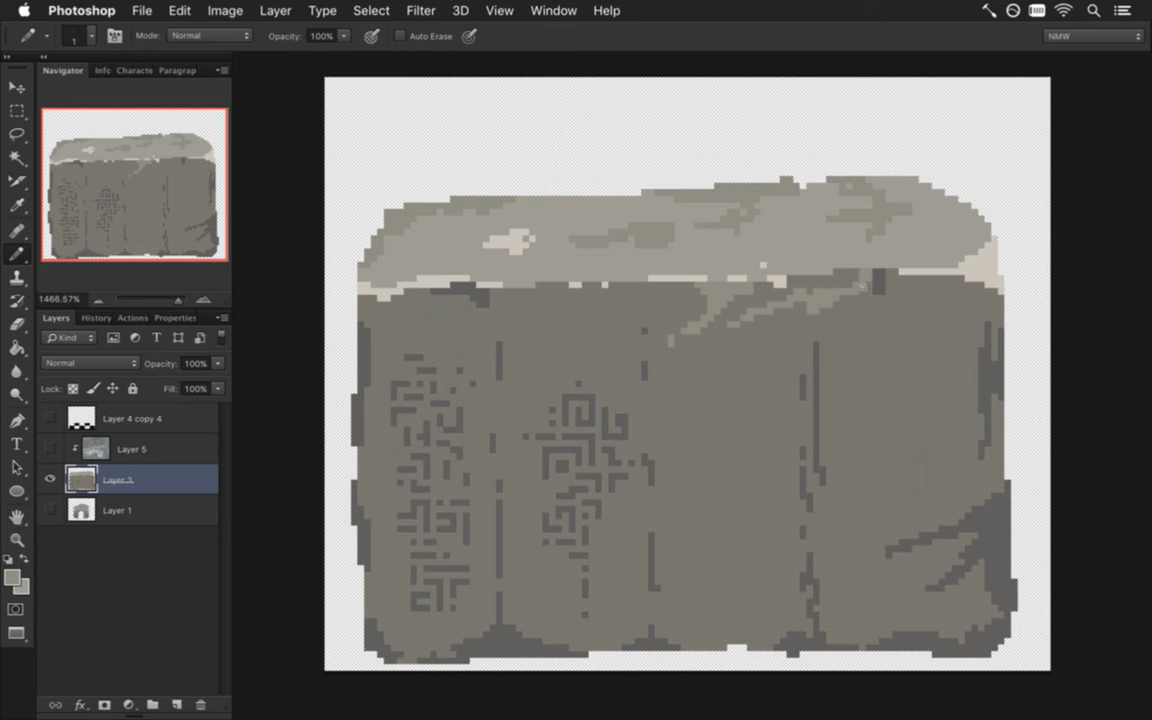 Photoshop File Edit Image Layer Type Select Filter 3D View Window Help
1 Mode: Normal Opacity: 100% Auto Erase NMW
Navigator Info Characte Paragrap
1466.57%
Layers History Actions Properties
Kind
Normal Opacity: 100%
Lock: Fill: 100%
Layer 4 copy 4
Layer 5
Layer 3
Layer 1